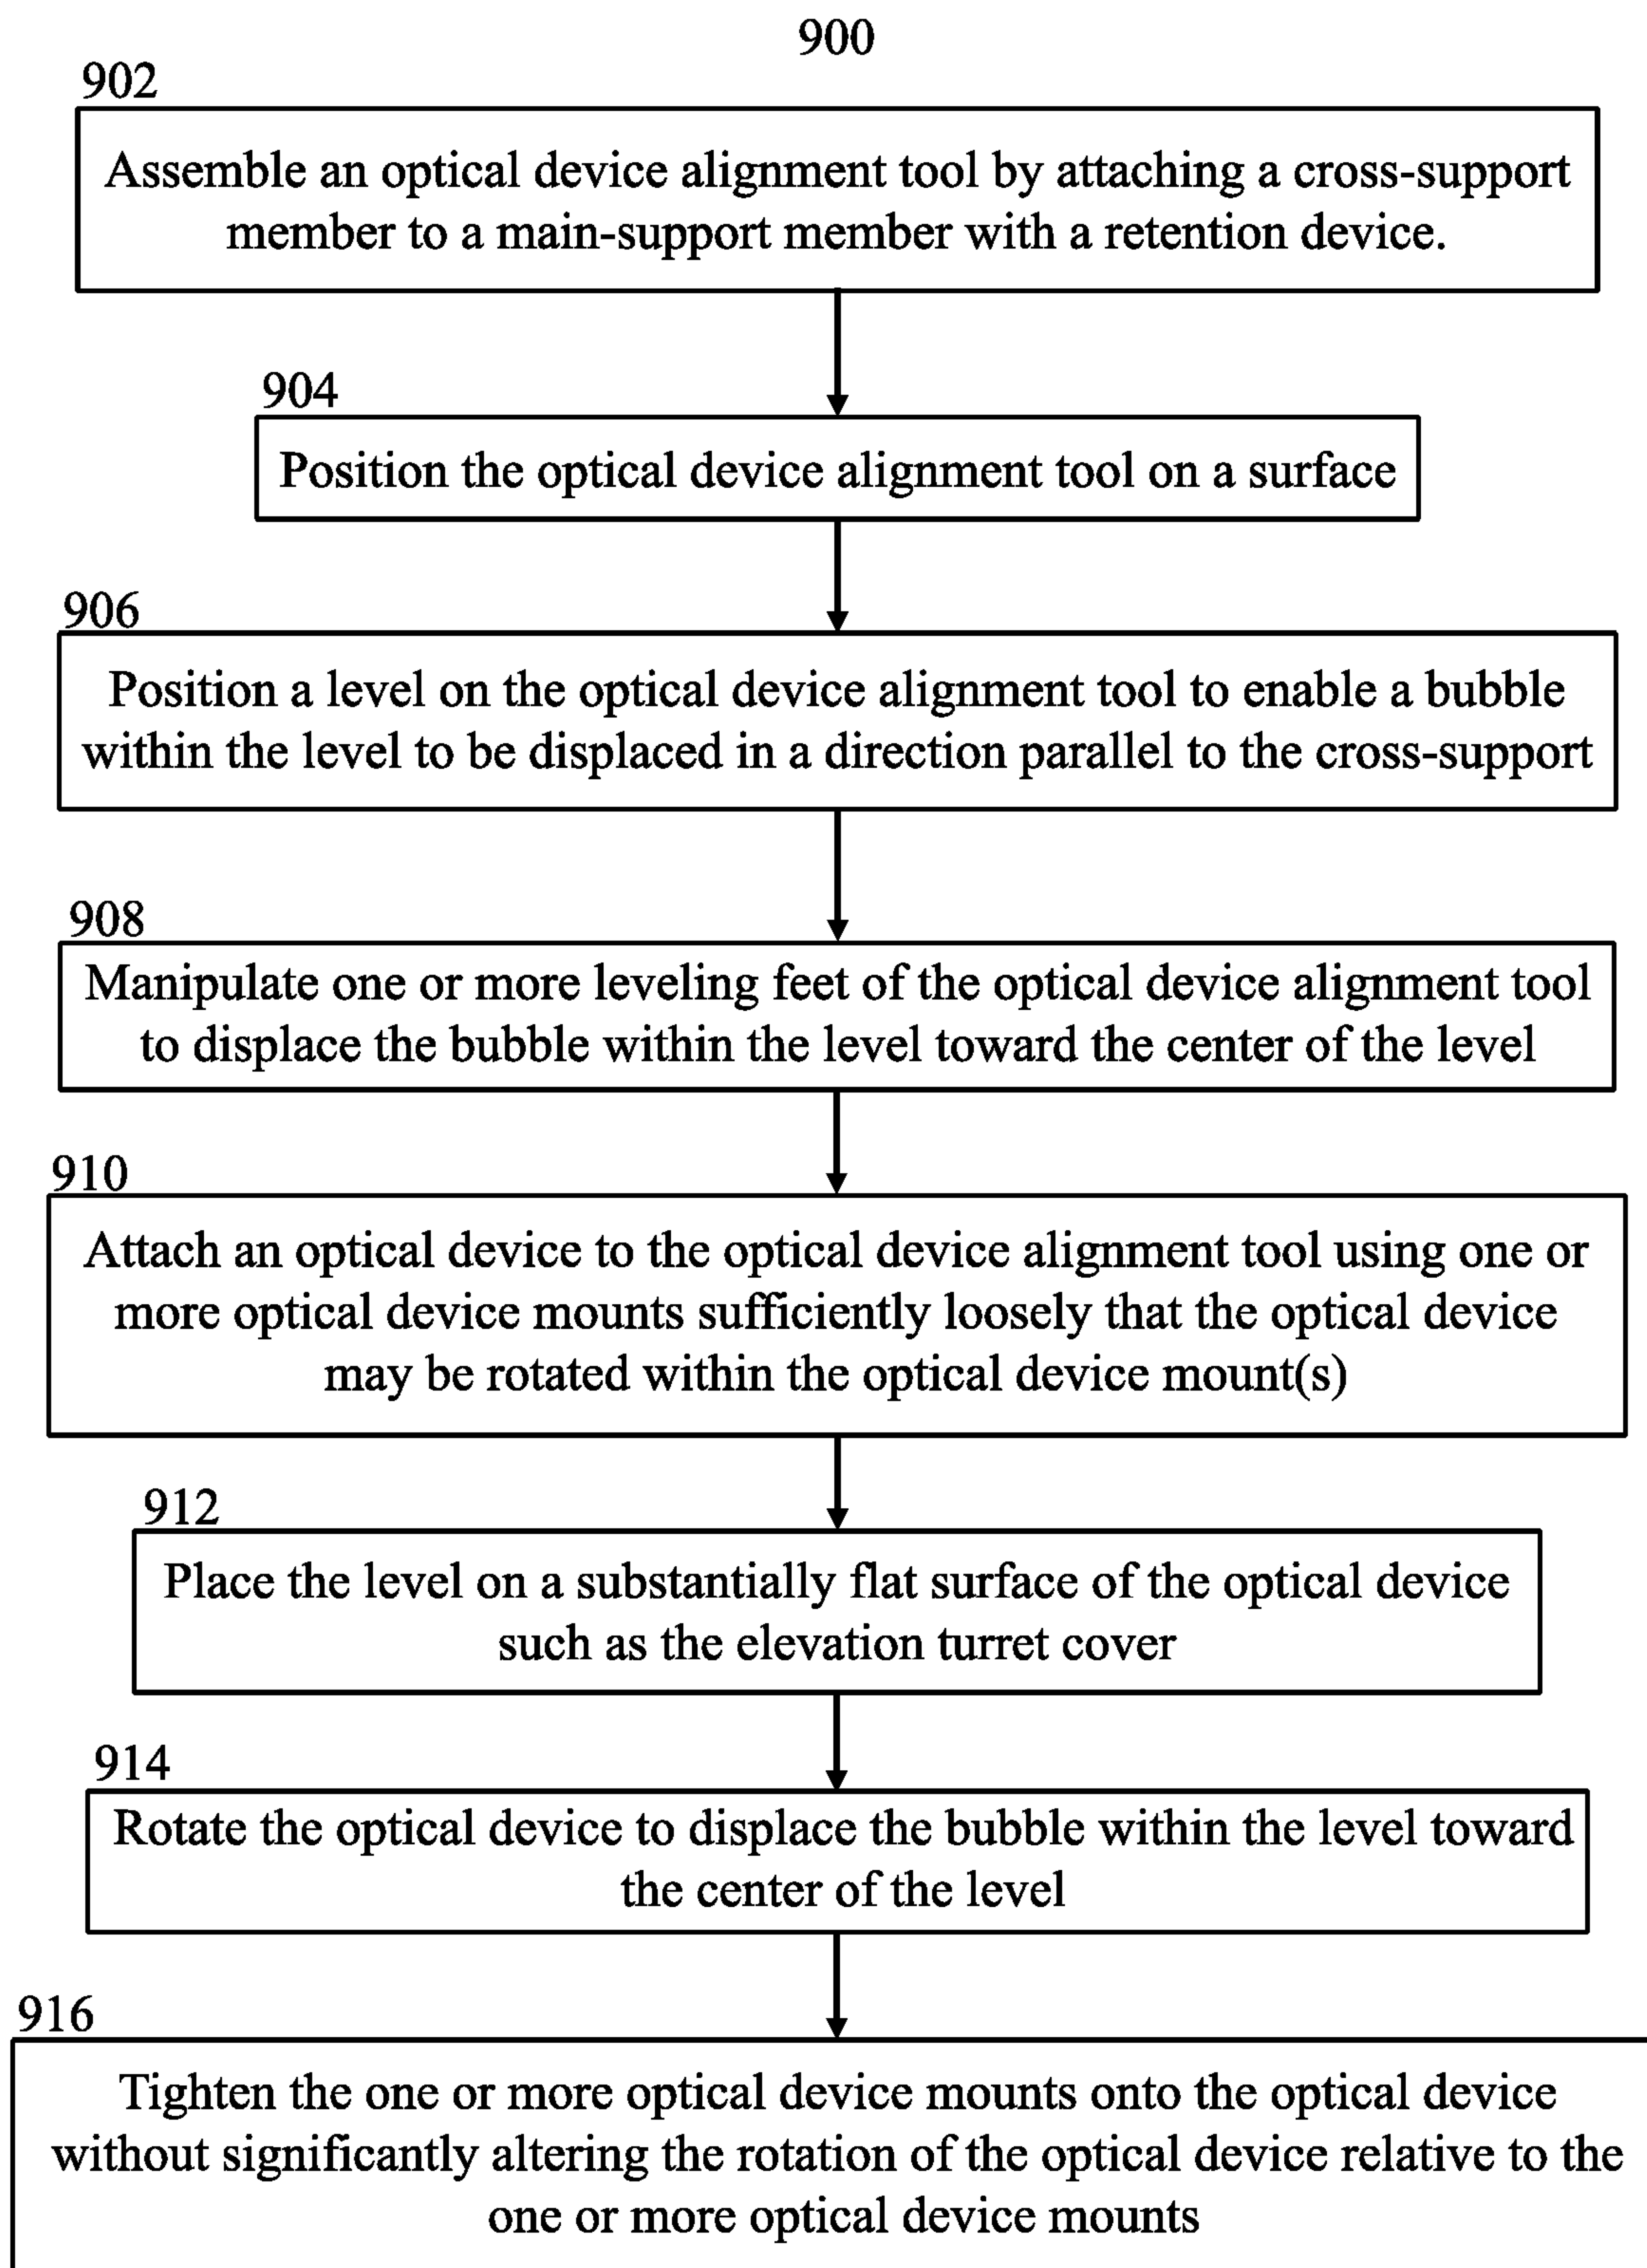 900
902
Assemble an optical device alignment tool by attaching a cross-support
member to a main-support member with a retention device.
904
Position the optical device alignment tool on a surface
906
Position a level on the optical device alignment tool to enable a bubble
within the level to be displaced in a direction parallel to the cross-support
908
Manipulate one or more leveling feet of the optical device alignment tool
to displace the bubble within the level toward the center of the level
910
Attach an optical device to the optical device alignment tool using one or
more optical device mounts sufficiently loosely that the optical device
may be rotated within the optical device mount(s)
912
Place the level on a substantially flat surface of the optical device
such as the elevation turret cover
914
Rotate the optical device to displace the bubble within the level toward
the center of the level
916
Tighten the one or more optical device mounts onto the optical device
without significantly altering the rotation of the optical device relative to the
one or more optical device mounts